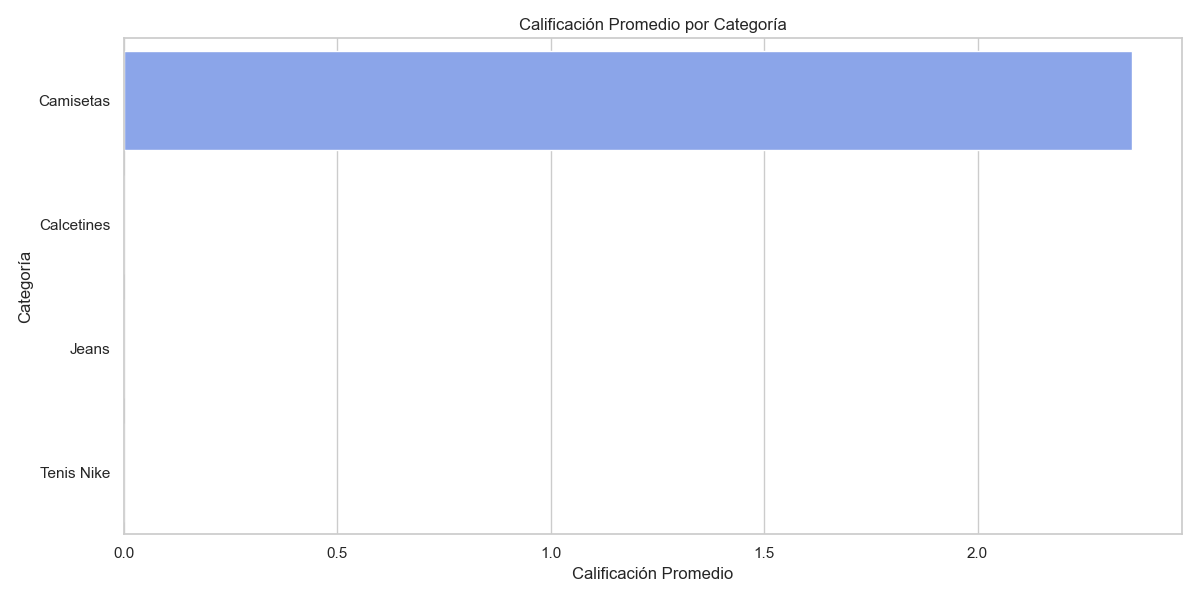 Calificación Promedio por Categoría
Categoría
Camisetas
Calcetines
Jeans
Tenis Nike
0.0 0.5 1.0 1.5 2.0
Calificación Promedio